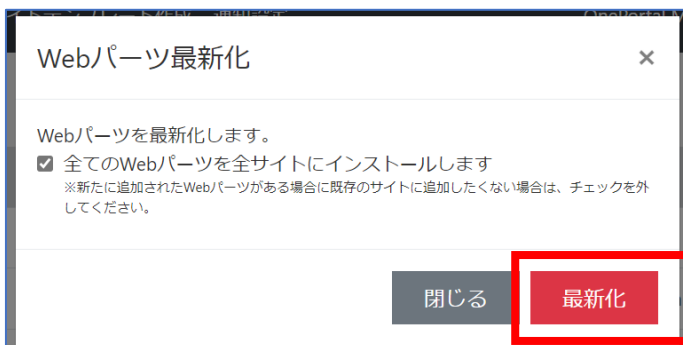 Webパーツ最新化
×
Webパーツを最新化します。
全てのWebパーツを全サイトにインストールします
※新たに追加されたWebパーツがある場合に既存のサイトに追加したくない場合は、チェックを外
してください。
閉じる
最新化